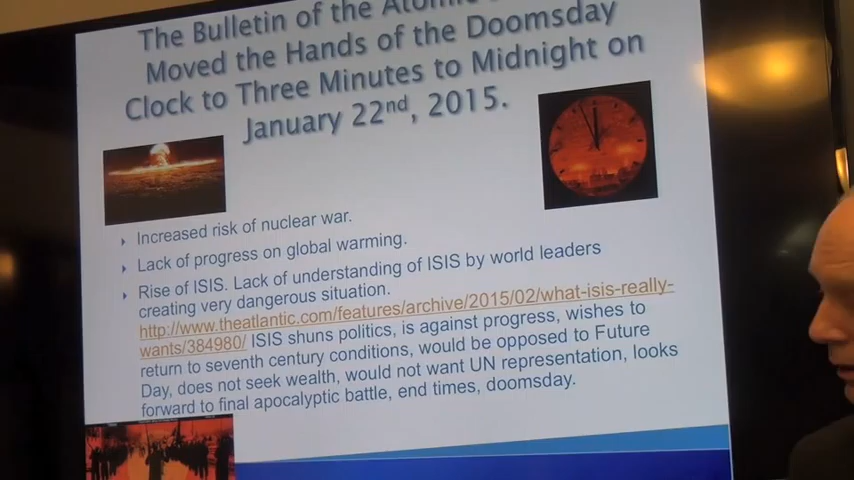 The Bulletin of the Atomic
Moved the Hands of the Doomsday
Clock to Three Minutes to Midnight on
January 22nd, 2015.
Increased risk of nuclear war.
Lack of progress on global warming.
Rise of ISIS. Lack of understanding of ISIS by world leaders
creating very dangerous situation.
http://www.theatlantic.com/features/archive/2015/02/what-isis-really-
wants/384980/ ISIS shuns politics, is against progress, wishes to
return to seventh century conditions, would be opposed to Future
Day, does not seek wealth, would not want UN representation, looks
forward to final apocalyptic battle, end times, doomsday.